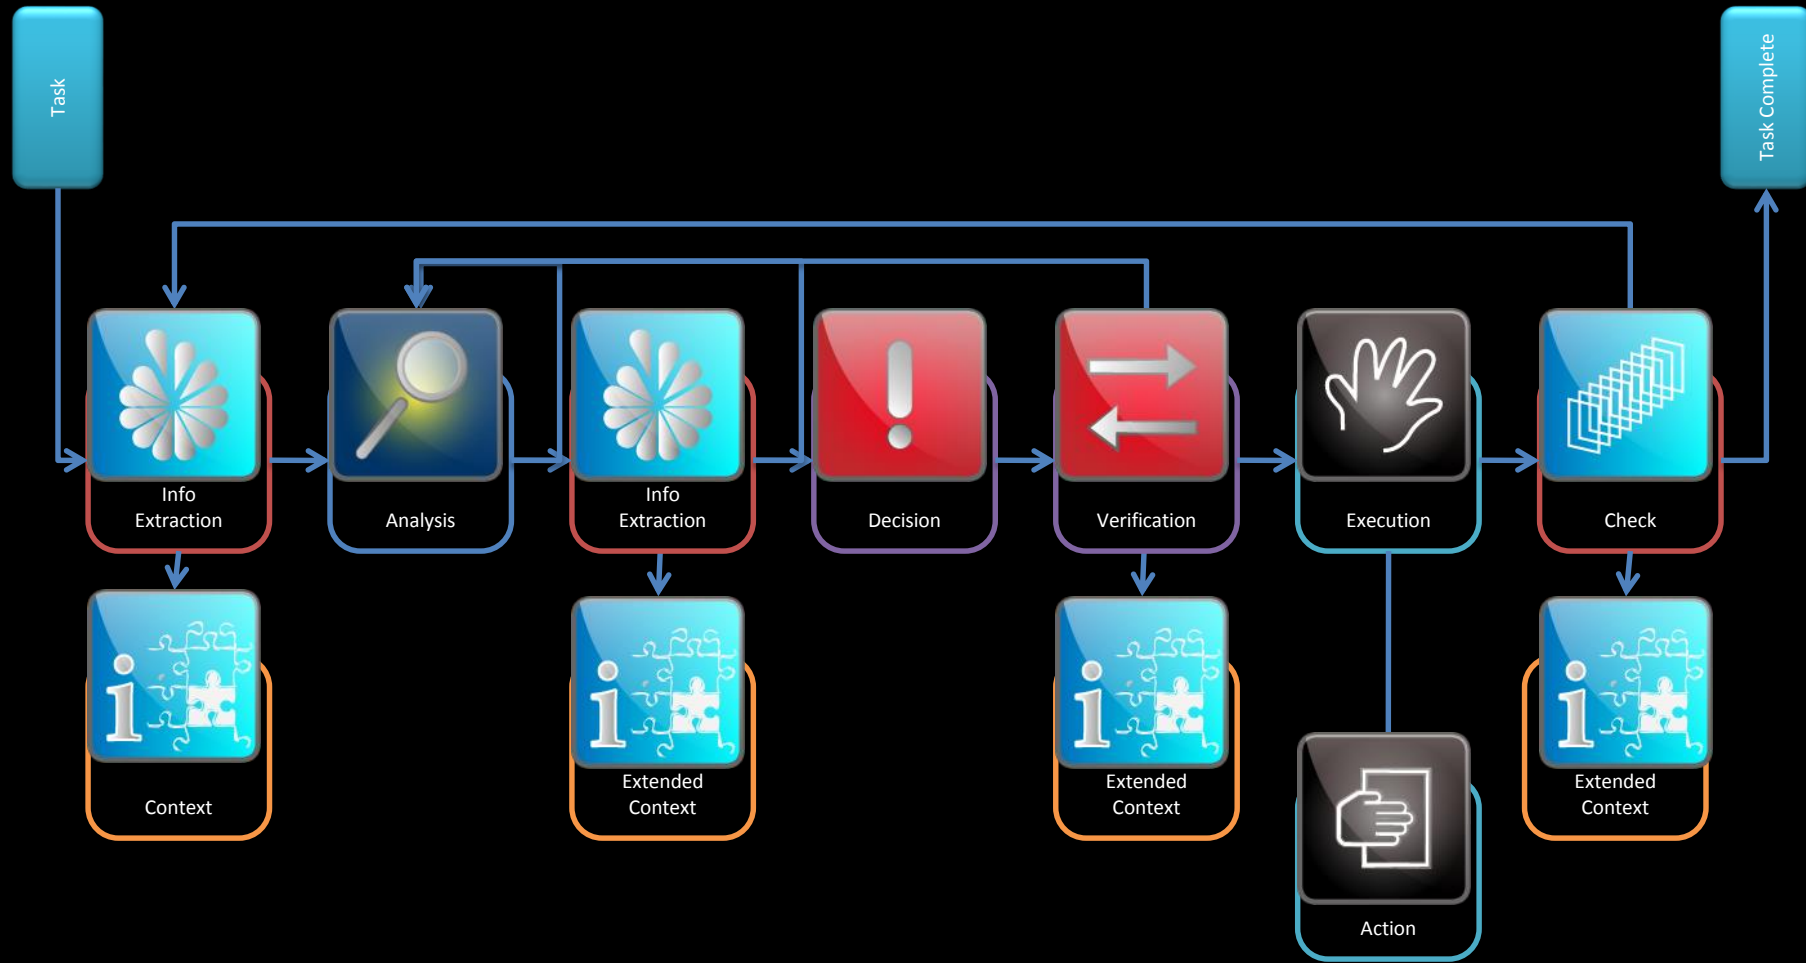 Task
Task Complete
Info
Extraction
Analysis
Info
Extraction
Decision
Verification
Execution
Check
Context
Extended
Context
Extended
Context
Extended
Context
Action